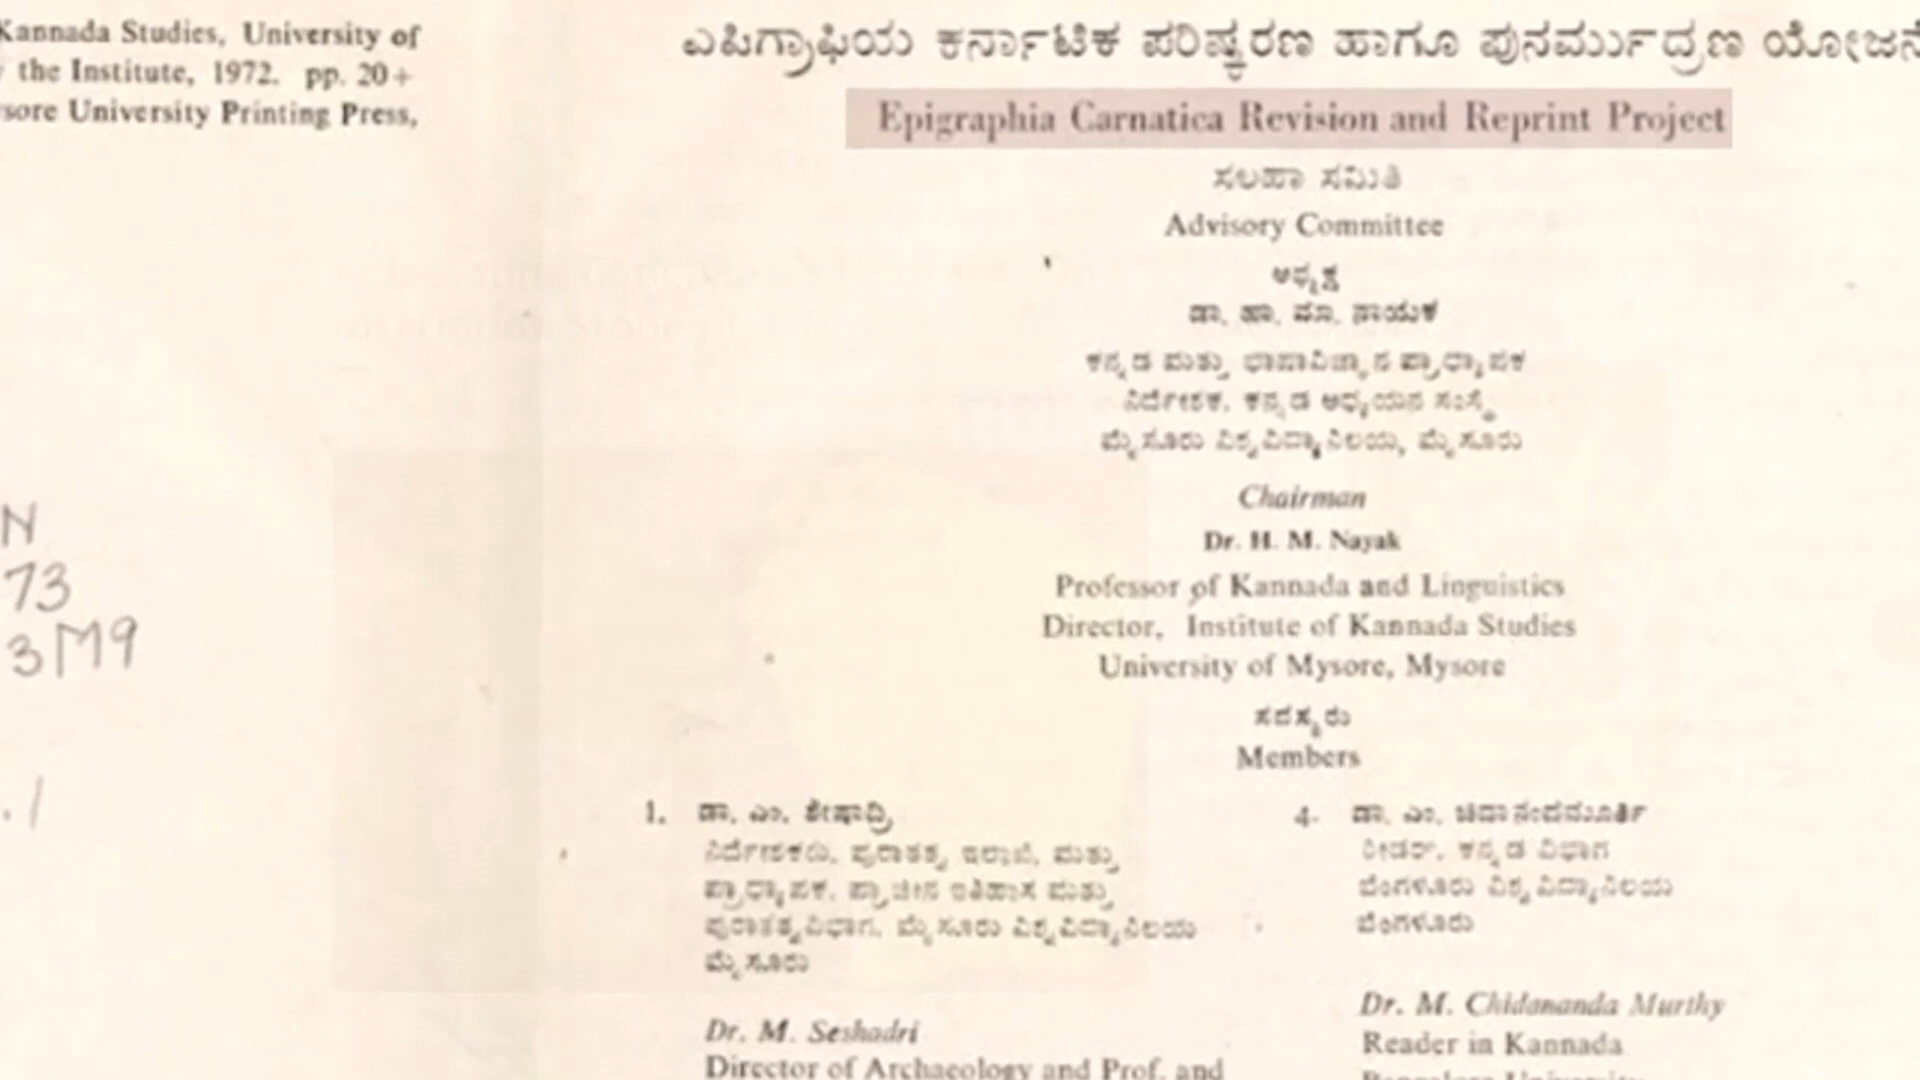 Kannada Studies, University of
the Institute, 1972. pp. 20+
sore University Printing Press,
N
73
3M9
.1
ಎಪಿಗ್ರಾಫಿಯ ಕರ್ನಾಟಿಕ ಪರಿಷ್ಕರಣ ಹಾಗೂ ಪುನರ್ಮುದ್ರಣ ಯೋಜನೆ
Epigraphia Carnatica Revision and Reprint Project
ಸಲಹಾ ಸಮಿತಿ
Advisory Committee
ಅಧ್ಯಕ್ಷ
ಡಾ. ಹಾ. ಮಾ. ನಾಯಕ
ಕನ್ನಡ ಮತ್ತು ಭಾಷಾವಿಜ್ಞಾನ ಪ್ರಾಧ್ಯಾಪಕ
ನಿರ್ದೇಶಕ, ಕನ್ನಡ ಅಧ್ಯಯನ ಸಂಸ್ಥೆ
ಮೈಸೂರು ವಿಶ್ವವಿದ್ಯಾನಿಲಯ, ಮೈಸೂರು
Chairman
Dr. H. M. Nayak
Professor of Kannada and Linguistics
Director, Institute of Kannada Studies
University of Mysore, Mysore
ಸದಸ್ಯರು
Members
1. ಡಾ. ಎಂ. ಶೇಷಾದ್ರಿ
ನಿರ್ದೇಶಕರು, ಪುರಾತತ್ವ ಇಲಾಖೆ, ಮತ್ತು
ಪ್ರಾಧ್ಯಾಪಕ, ಪ್ರಾಚೀನ ಇತಿಹಾಸ ಮತ್ತು
ಪುರಾತತ್ವವಿಭಾಗ, ಮೈಸೂರು ವಿಶ್ವವಿದ್ಯಾನಿಲಯ
ಮೈಸೂರು
Dr. M. Seshadri
Director of Archaeology and Prof. and
4. ಡಾ. ಎಂ. ಚಿದಾನಂದಮೂರ್ತಿ
ರೀಡರ್, ಕನ್ನಡ ವಿಭಾಗ
ಬೆಂಗಳೂರು ವಿಶ್ವವಿದ್ಯಾನಿಲಯ
ಬೆಂಗಳೂರು
Dr. M. Chidananda Murthy
Reader in Kannada
Bangalore University